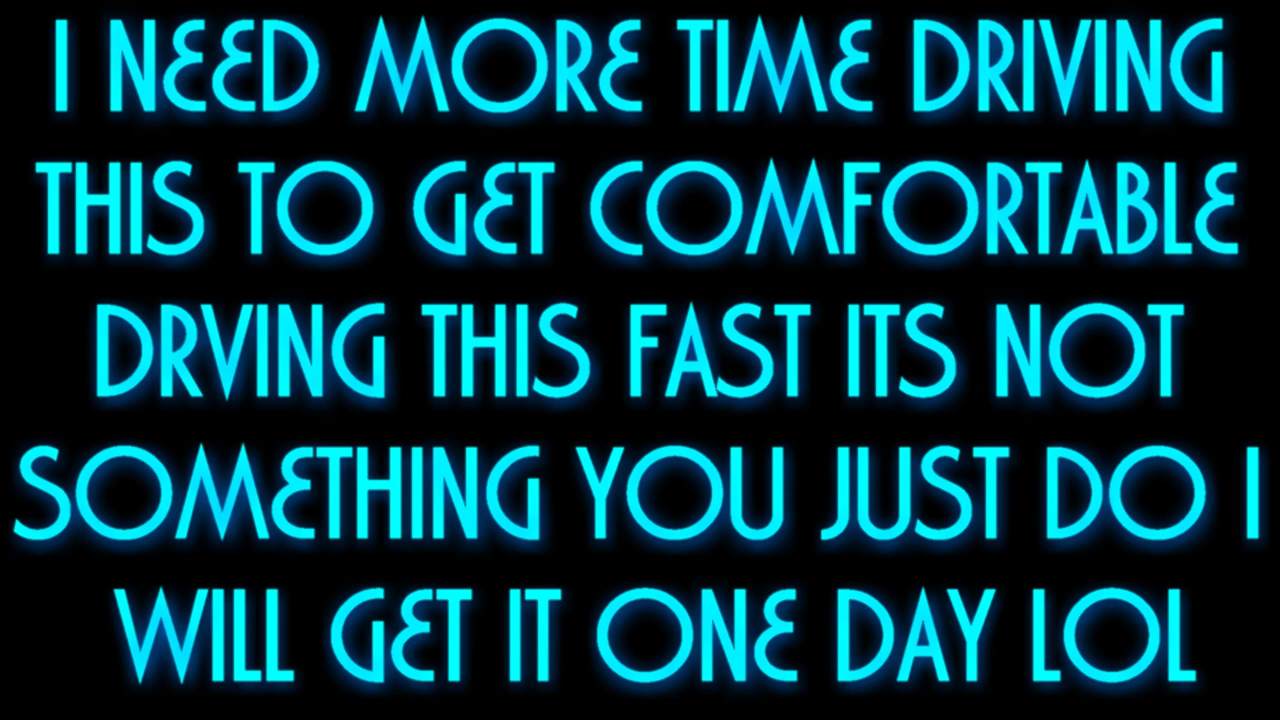 I NEED MORE TIME DRIVING
THIS TO GET COMFORTABLE
DRVING THIS FAST ITS NOT
SOMETHING YOU JUST DO I
WILL GET IT ONE DAY LOL